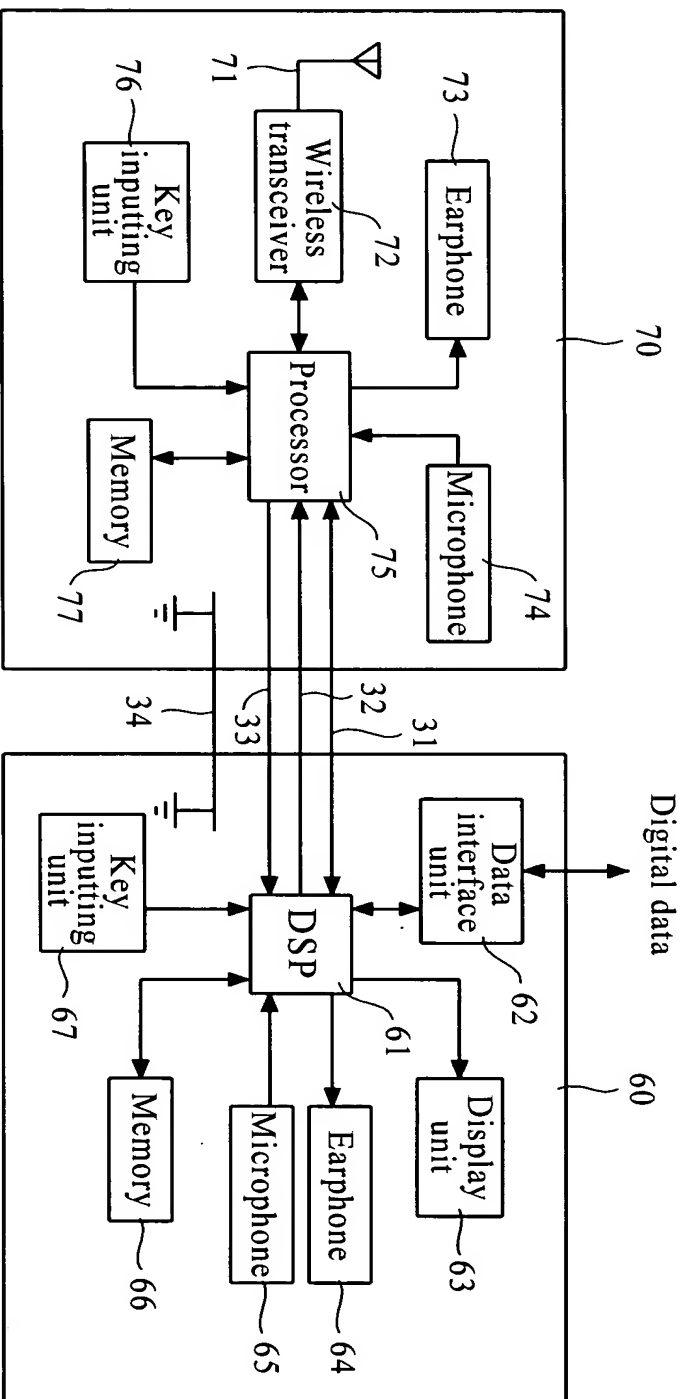 70
73
Earphone
74
Microphone
71
72
Wireless
transceiver
75
Processor
76
Key
inputting
unit
77
Memory
31
32
33
34
Digital data
60
62
Data
interface
unit
63
Display
unit
61
DSP
64
Earphone
65
Microphone
67
Key
inputting
unit
66
Memory